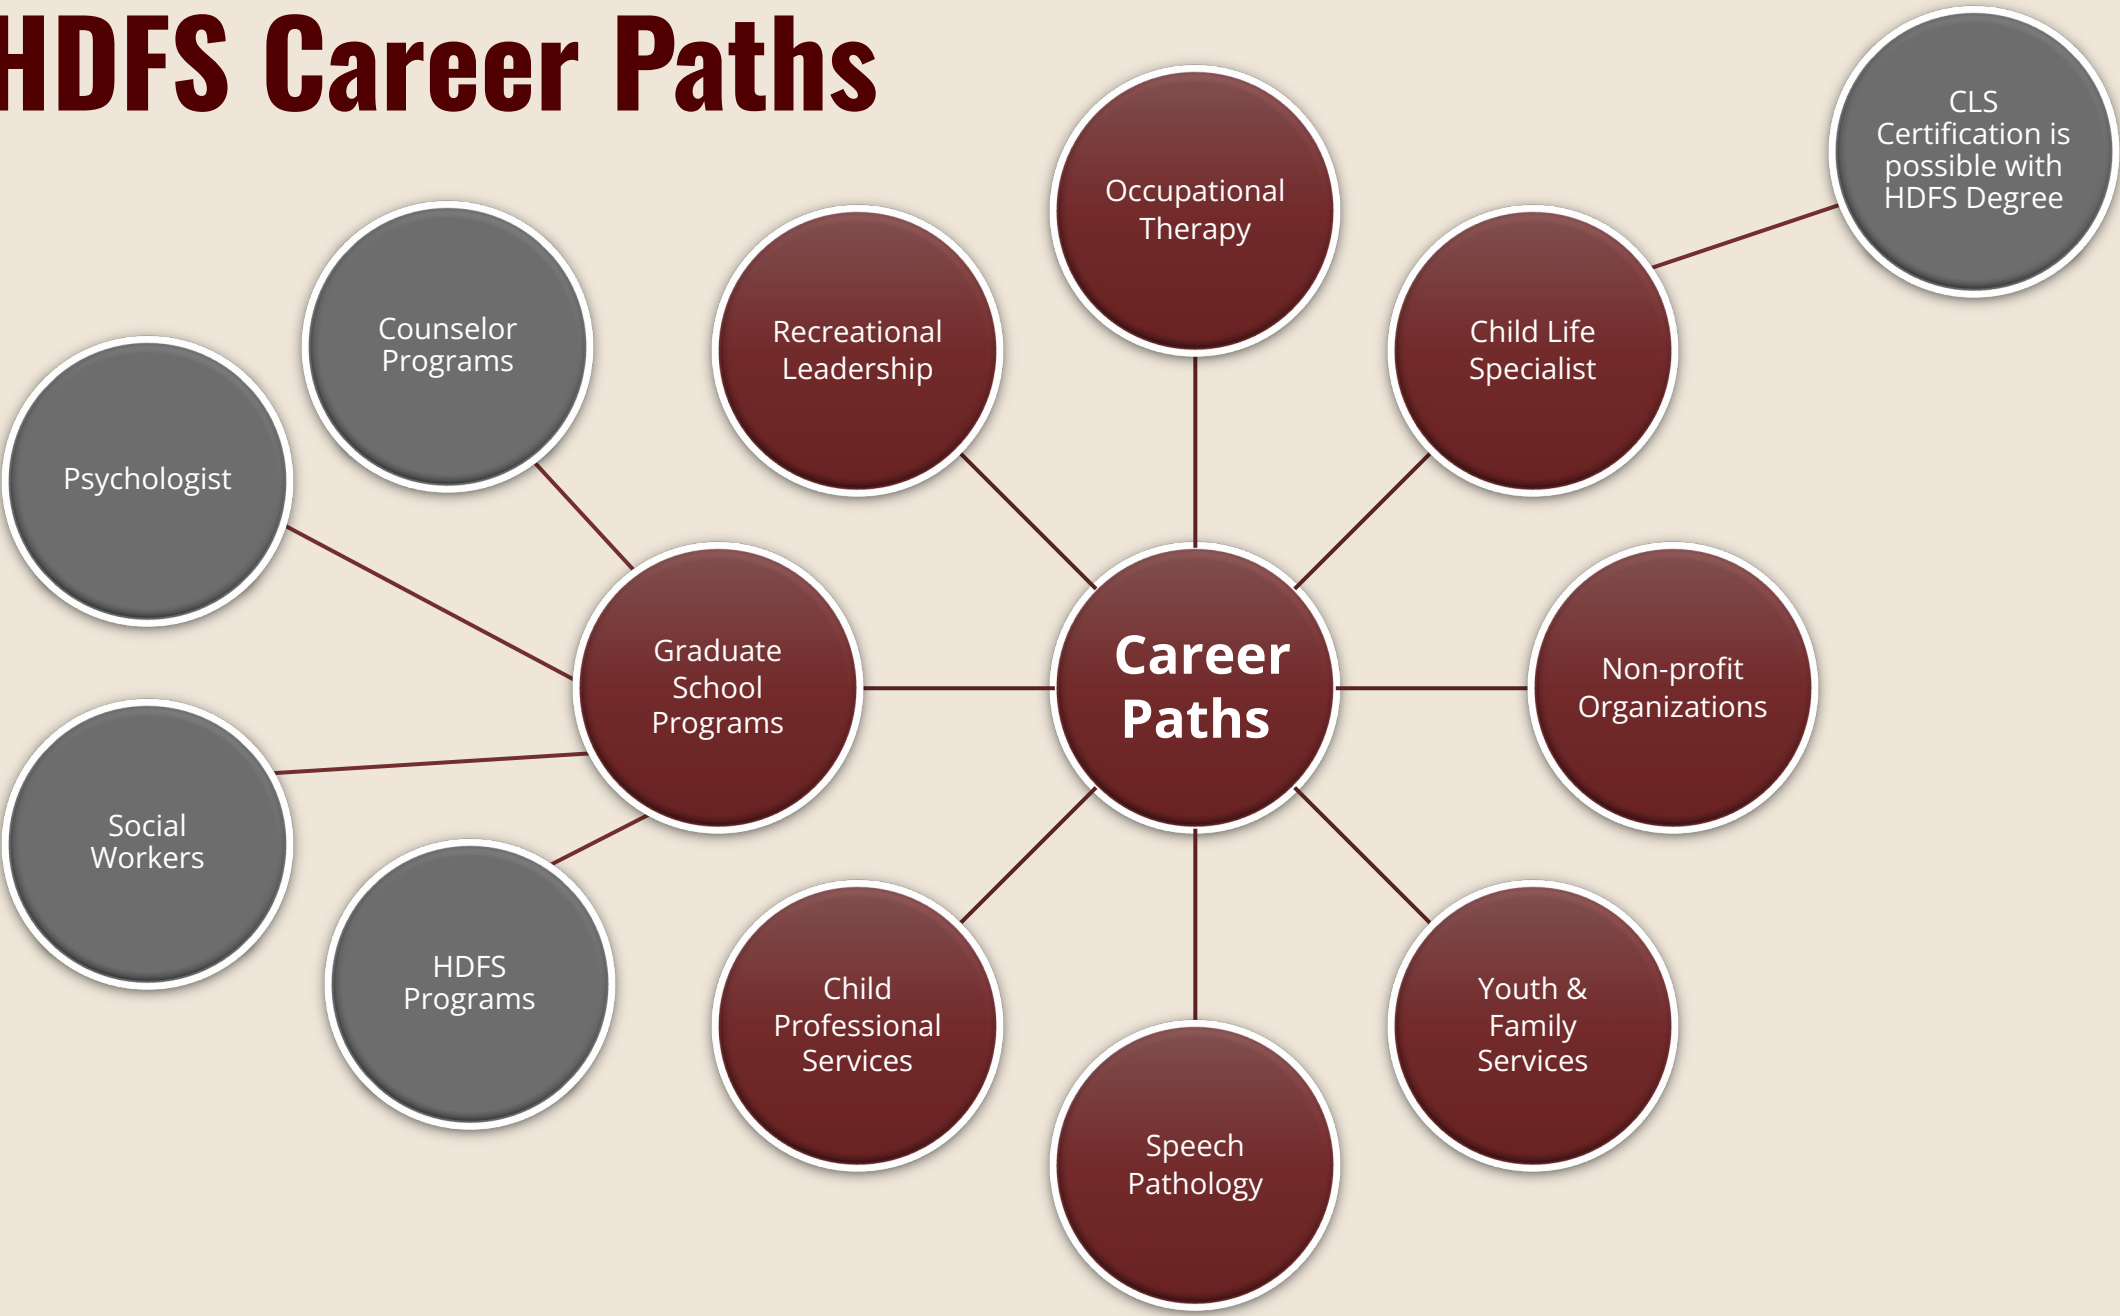 HDFS Career Paths
CLS
Certification is
possible with
HDFS Degree
Occupational
Therapy
Counselor
Programs
Recreational
Leadership
Child Life
Specialist
Psychologist
Graduate
School
Programs
Career
Paths
Non-profit
Organizations
Social
Workers
HDFS
Programs
Child
Professional
Services
Youth &
Family
Services
Speech
Pathology